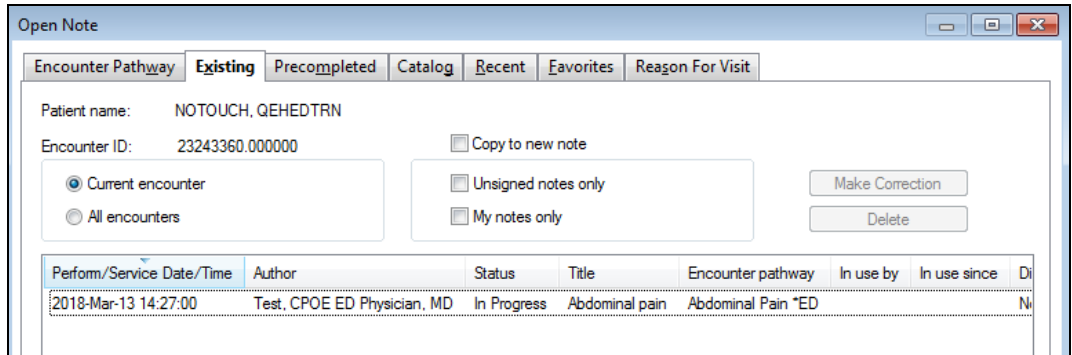 Open Note
Encounter Pathway Existing Precompleted Catalog Recent Favorites Reason For Visit
Patient name: NOTOUCH, QEHEDTRN
Encounter ID: 23243360.000000 Copy to new note
Current encounter Unsigned notes only Make Correction
All encounters My notes only Delete
Perform/Service Date/Time Author Status Title Encounter pathway In use by In use since Di
2018-Mar-13 14:27:00 Test, CPOE ED Physician, MD In Progress Abdominal pain Abdominal Pain *ED